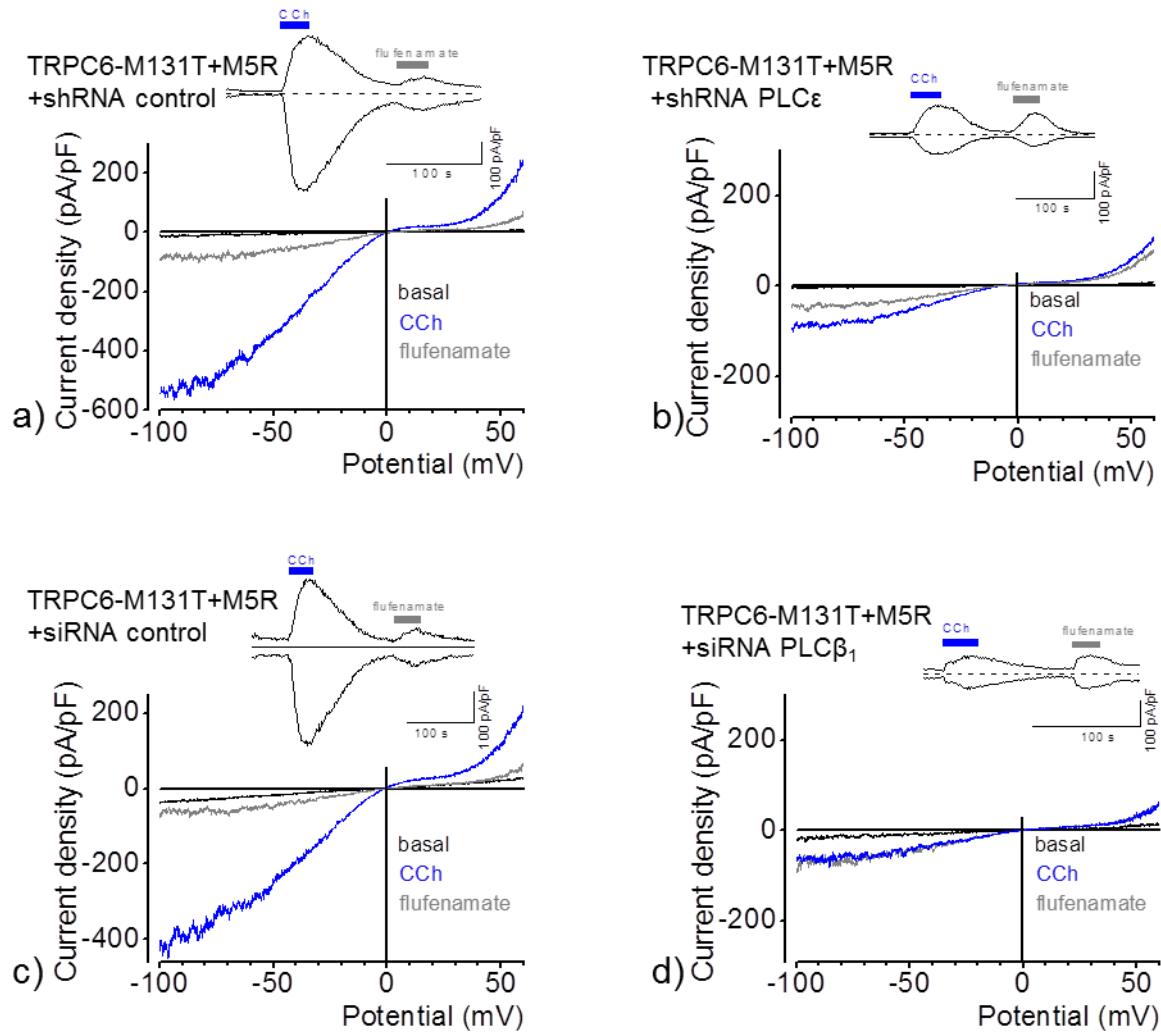 CCh
flufenamate
TRPC6-M131T+M5R
+shRNA control
100 s
100 pA/pF
Current density (pA/pF)
200
0
-200
-400
-600
basal
CCh
flufenamate
-100
-50
0
50
Potential (mV)
a)
TRPC6-M131T+M5R
+shRNA PLCε
CCh
flufenamate
100 s
100 pA/pF
Current density (pA/pF)
200
0
-200
basal
CCh
flufenamate
-100
-50
0
50
Potential (mV)
b)
CCh
flufenamate
TRPC6-M131T+M5R
+siRNA control
100 s
100 pA/pF
Current density (pA/pF)
200
0
-200
-400
basal
CCh
flufenamate
-100
-50
0
50
Potential (mV)
c)
TRPC6-M131T+M5R
+siRNA PLCβ₁
CCh
flufenamate
100 s
100 pA/pF
Current density (pA/pF)
200
0
-200
basal
CCh
flufenamate
-100
-50
0
50
Potential (mV)
d)